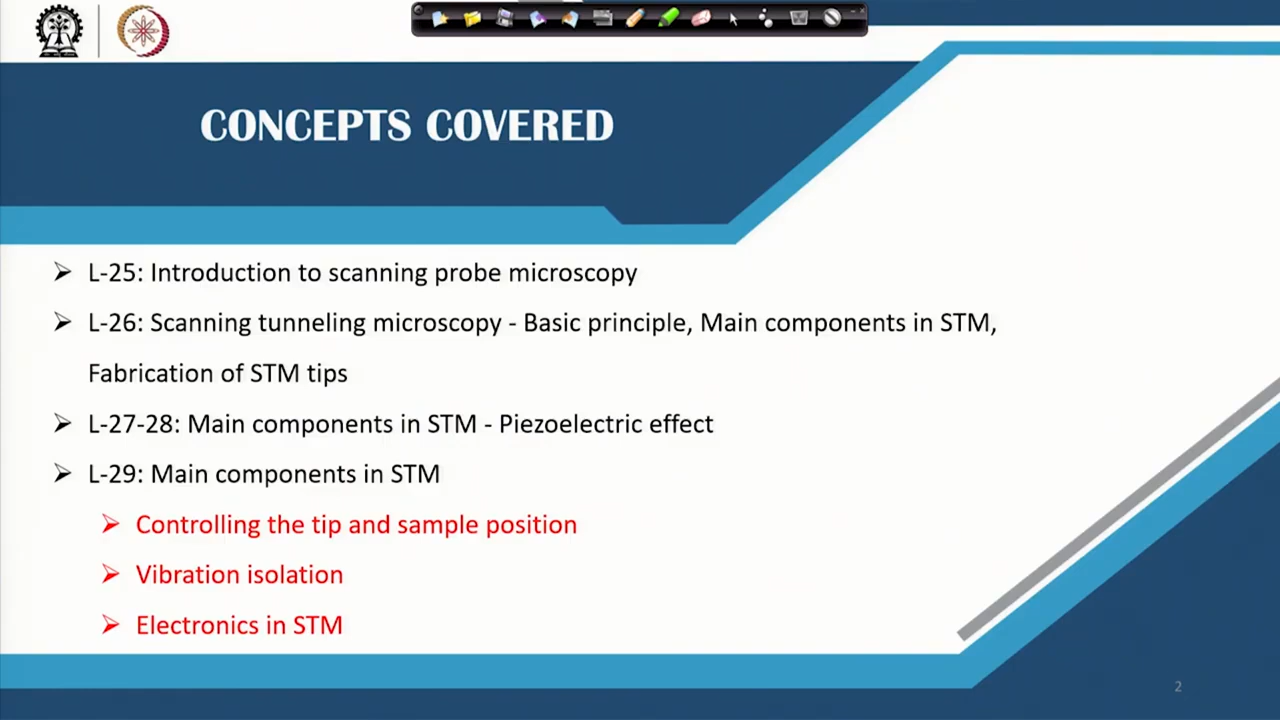 CONCEPTS COVERED
➢ L-25: Introduction to scanning probe microscopy
➢ L-26: Scanning tunneling microscopy - Basic principle, Main components in STM,
Fabrication of STM tips
➢ L-27-28: Main components in STM - Piezoelectric effect
➢ L-29: Main components in STM
➢ Controlling the tip and sample position
➢ Vibration isolation
➢ Electronics in STM
2